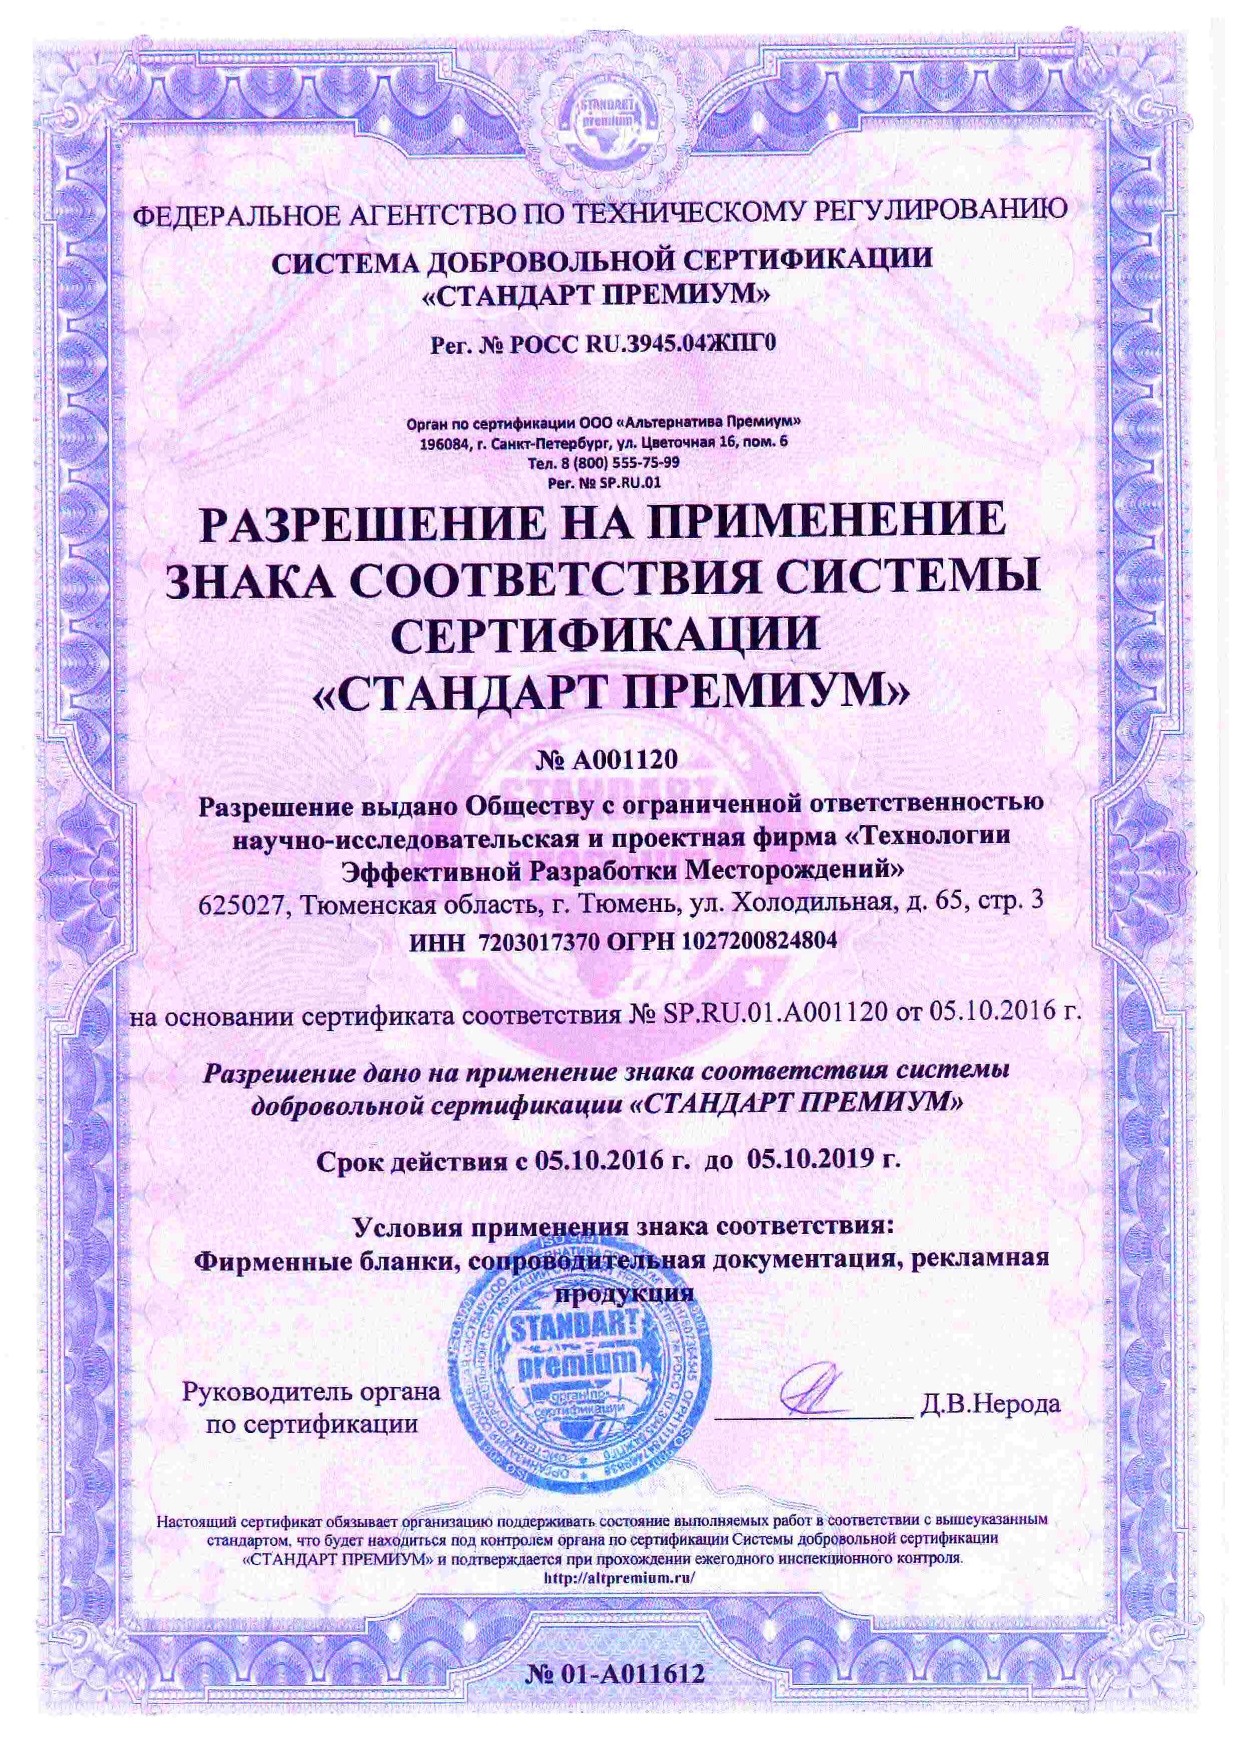 STANDART
premium
ФЕДЕРАЛЬНОЕ АГЕНТСТВО ПО ТЕХНИЧЕСКОМУ РЕГУЛИРОВАНИЮ
СИСТЕМА ДОБРОВОЛЬНОЙ СЕРТИФИКАЦИИ
«СТАНДАРТ ПРЕМИУМ»
Рег. № РОСС RU.З945.04ЖПГ0
Орган по сертификации ООО «Альтернатива Премиум»
196084, г. Санкт-Петербург, ул. Цветочная 16, пом. 6
Тел. 8 (800) 555-75-99
Рег. № SP.RU.01
РАЗРЕШЕНИЕ НА ПРИМЕНЕНИЕ
ЗНАКА СООТВЕТСТВИЯ СИСТЕМЫ
СЕРТИФИКАЦИИ
«СТАНДАРТ ПРЕМИУМ»
№ А001120
Разрешение выдано Обществу с ограниченной ответственностью
научно-исследовательская и проектная фирма «Технологии
Эффективной Разработки Месторождений»
625027, Тюменская область, г. Тюмень, ул. Холодильная, д. 65, стр. 3
ИНН 7203017370 ОГРН 1027200824804
на основании сертификата соответствия № SP.RU.01.А001120 от 05.10.2016 г.
Разрешение дано на применение знака соответствия системы
добровольной сертификации «СТАНДАРТ ПРЕМИУМ»
Срок действия с 05.10.2016 г. до 05.10.2019 г.
Условия применения знака соответствия:
Фирменные бланки, сопроводительная документация, рекламная
продукция
STANDART
premium
орган по
сертификации
Руководитель органа
по сертификации
Д.В.Нерода
Настоящий сертификат обязывает организацию поддерживать состояние выполняемых работ в соответствии с вышеуказанным
стандартом, что будет находиться под контролем органа по сертификации Системы добровольной сертификации
«СТАНДАРТ ПРЕМИУМ» и подтверждается при прохождении ежегодного инспекционного контроля.
http://altpremium.ru/
№ 01-А011612